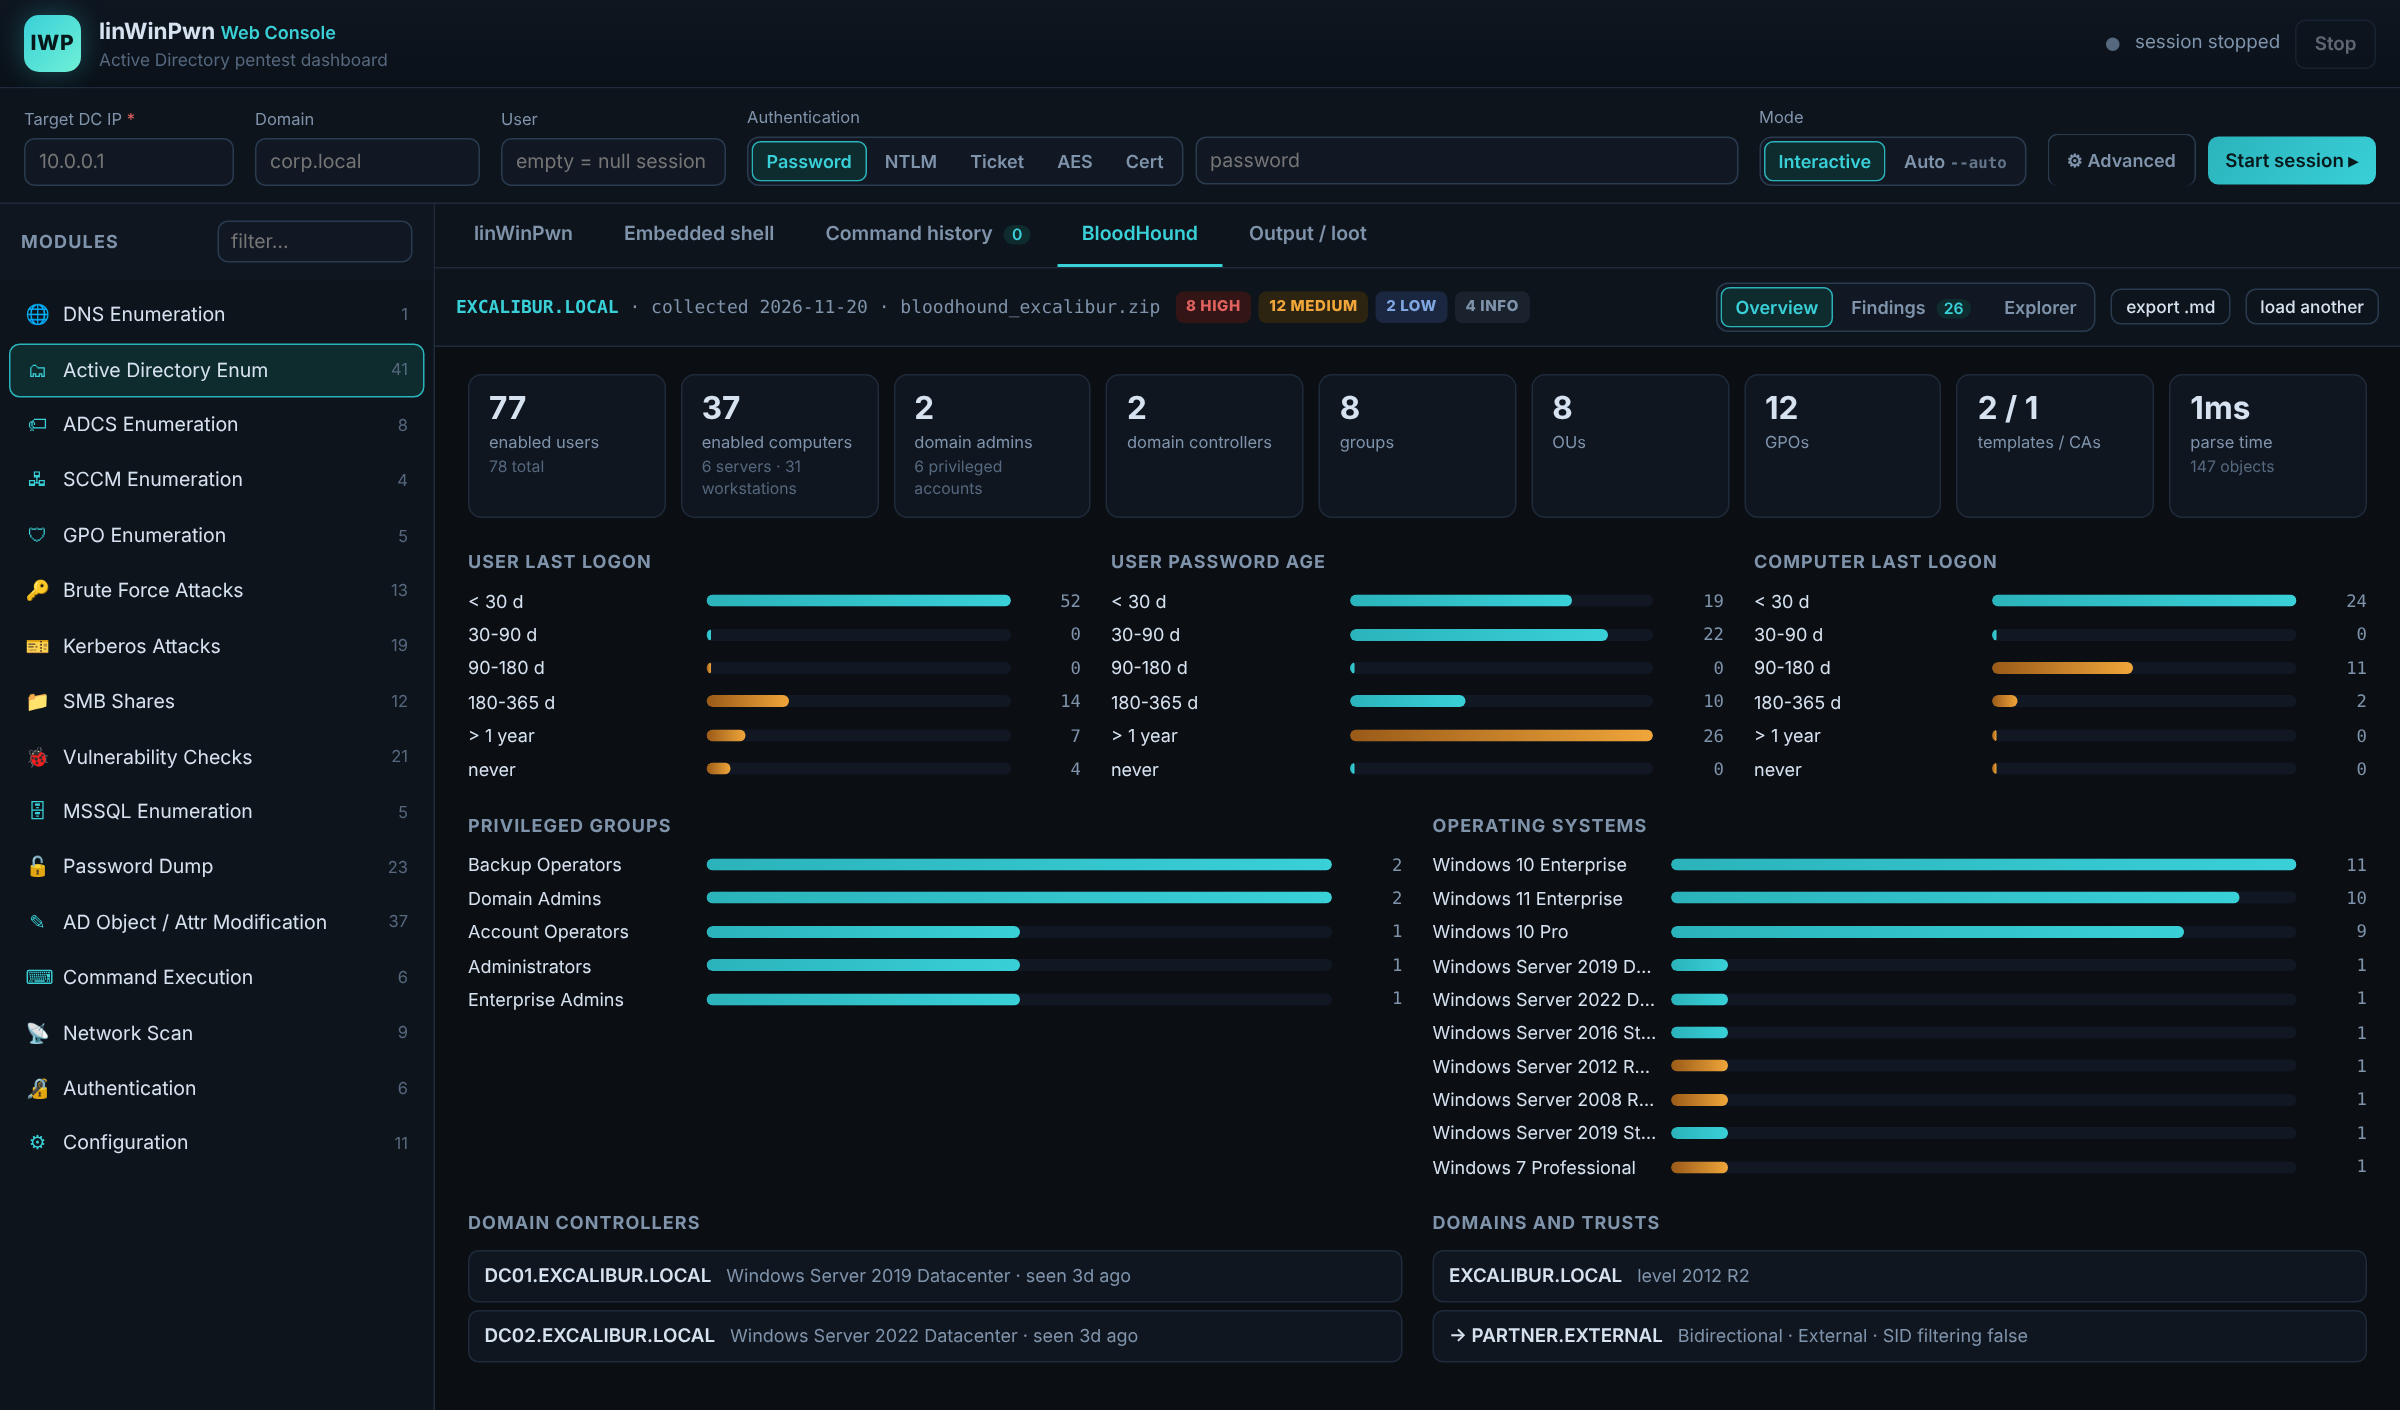 IWP
linWinPwn Web Console
Active Directory pentest dashboard
session stopped
Stop
Target DC IP *
10.0.0.1
Domain
corp.local
User
empty = null session
Authentication
Password NTLM Ticket AES Cert
password
Mode
Interactive Auto --auto
⚙ Advanced
Start session ▸
MODULES
filter...
DNS Enumeration 1
Active Directory Enum 41
ADCS Enumeration 8
SCCM Enumeration 4
GPO Enumeration 5
Brute Force Attacks 13
Kerberos Attacks 19
SMB Shares 12
Vulnerability Checks 21
MSSQL Enumeration 5
Password Dump 23
AD Object / Attr Modification 37
Command Execution 6
Network Scan 9
Authentication 6
Configuration 11
linWinPwn Embedded shell Command history 0 BloodHound Output / loot
EXCALIBUR.LOCAL · collected 2026-11-20 · bloodhound_excalibur.zip 8 HIGH 12 MEDIUM 2 LOW 4 INFO
Overview Findings 26 Explorer export .md load another
77
enabled users
78 total
37
enabled computers
6 servers · 31
workstations
2
domain admins
6 privileged
accounts
2
domain controllers
8
groups
8
OUs
12
GPOs
2 / 1
templates / CAs
1ms
parse time
147 objects
USER LAST LOGON
< 30 d 52
30-90 d 0
90-180 d 0
180-365 d 14
> 1 year 7
never 4
USER PASSWORD AGE
< 30 d 19
30-90 d 22
90-180 d 0
180-365 d 10
> 1 year 26
never 0
COMPUTER LAST LOGON
< 30 d 24
30-90 d 0
90-180 d 11
180-365 d 2
> 1 year 0
never 0
PRIVILEGED GROUPS
Backup Operators 2
Domain Admins 2
Account Operators 1
Administrators 1
Enterprise Admins 1
OPERATING SYSTEMS
Windows 10 Enterprise 11
Windows 11 Enterprise 10
Windows 10 Pro 9
Windows Server 2019 D... 1
Windows Server 2022 D... 1
Windows Server 2016 St... 1
Windows Server 2012 R... 1
Windows Server 2008 R... 1
Windows Server 2019 St... 1
Windows 7 Professional 1
DOMAIN CONTROLLERS
DC01.EXCALIBUR.LOCAL Windows Server 2019 Datacenter · seen 3d ago
DC02.EXCALIBUR.LOCAL Windows Server 2022 Datacenter · seen 3d ago
DOMAINS AND TRUSTS
EXCALIBUR.LOCAL level 2012 R2
→ PARTNER.EXTERNAL Bidirectional · External · SID filtering false